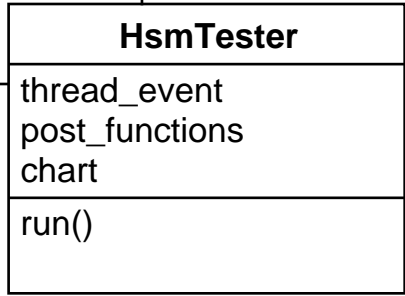 HsmTester
thread_event
post_functions
chart
run()